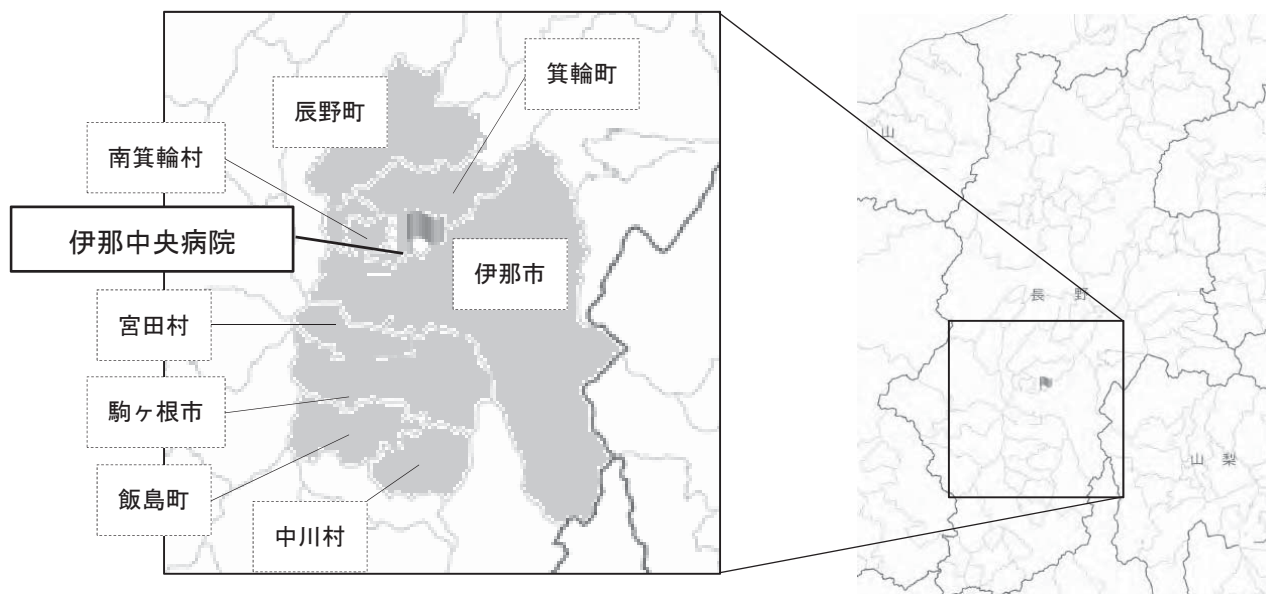 箕輪町
辰野町
南箕輪村
伊那中央病院
伊那市
宮田村
駒ヶ根市
飯島町
中川村
山
長野
山梨